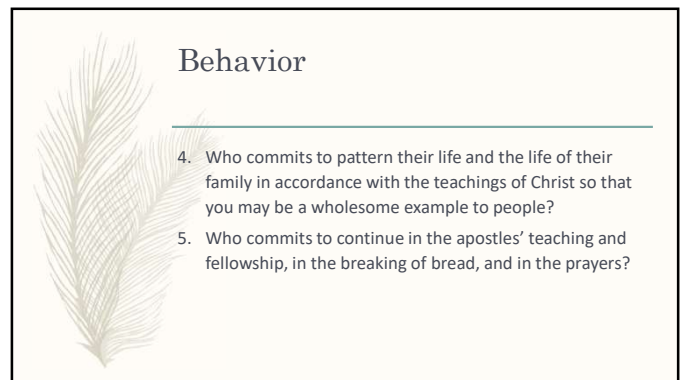 Behavior
4. Who commits to pattern their life and the life of their
family in accordance with the teachings of Christ so that
you may be a wholesome example to people?
5. Who commits to continue in the apostles’ teaching and
fellowship, in the breaking of bread, and in the prayers?